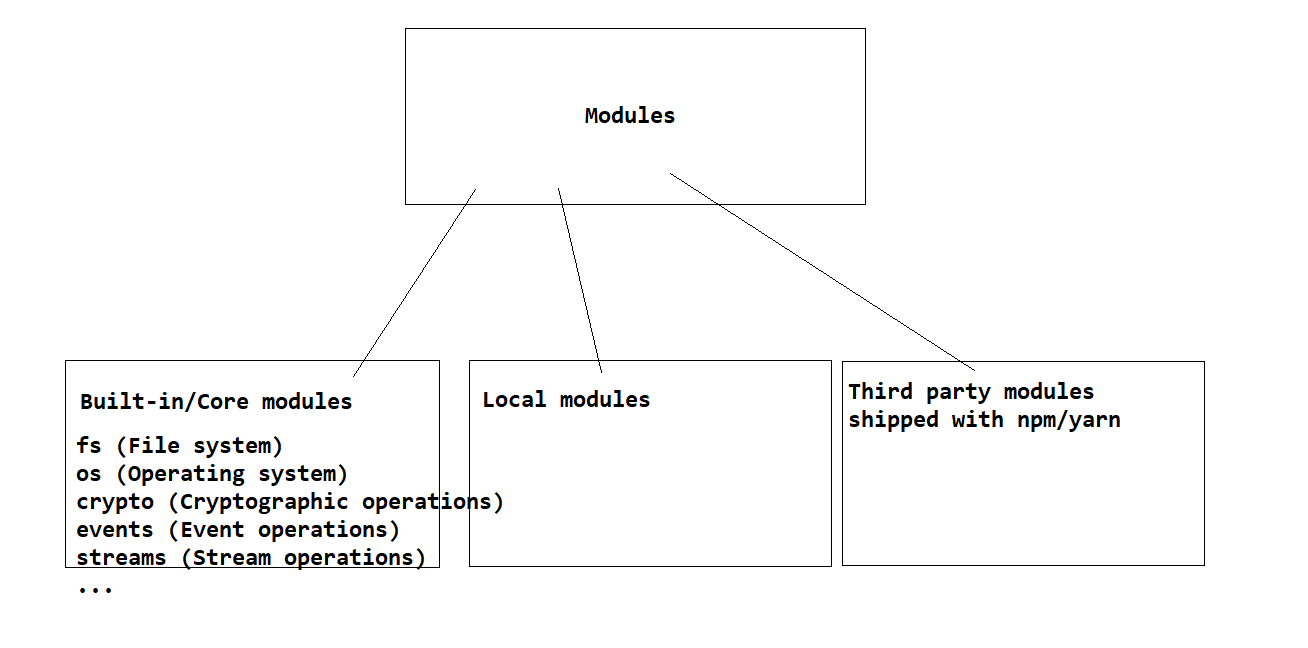 Modules
Built-in/Core modules
fs (File system)
os (Operating system)
crypto (Cryptographic operations)
events (Event operations)
streams (Stream operations)
...
Local modules
Third party modules
shipped with npm/yarn